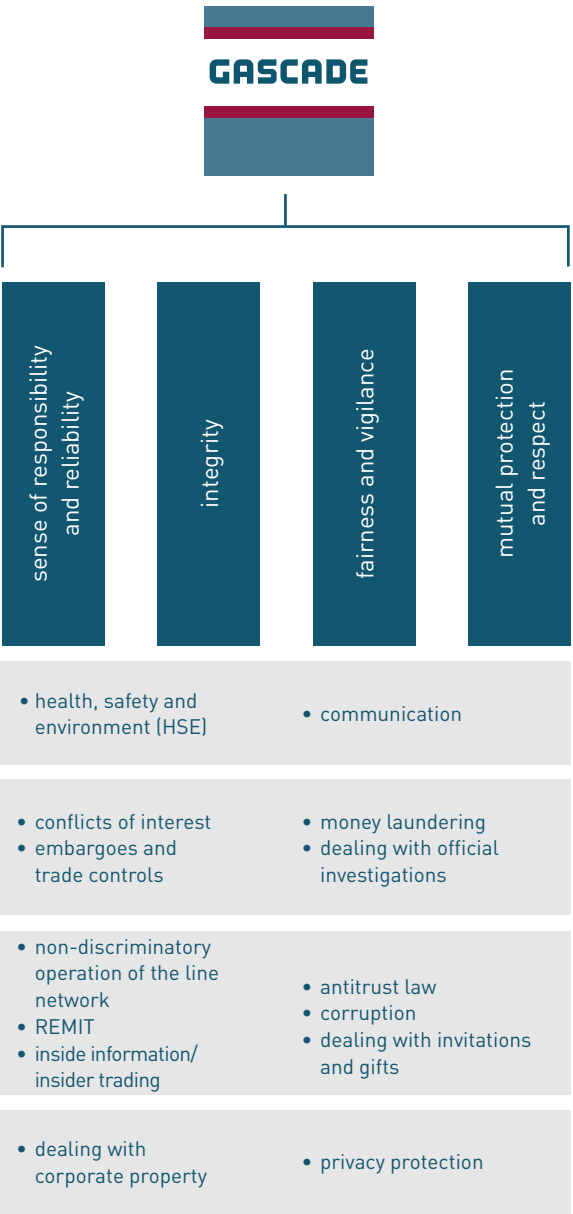 GASCADE
sense of responsibility
and reliability
integrity
fairness and vigilance
mutual protection
and respect
• health, safety and
environment (HSE)
• communication
• conflicts of interest
• embargoes and
trade controls
• money laundering
• dealing with official
investigations
• non-discriminatory
operation of the line
network
• REMIT
• inside information/
insider trading
• antitrust law
• corruption
• dealing with invitations
and gifts
• dealing with
corporate property
• privacy protection